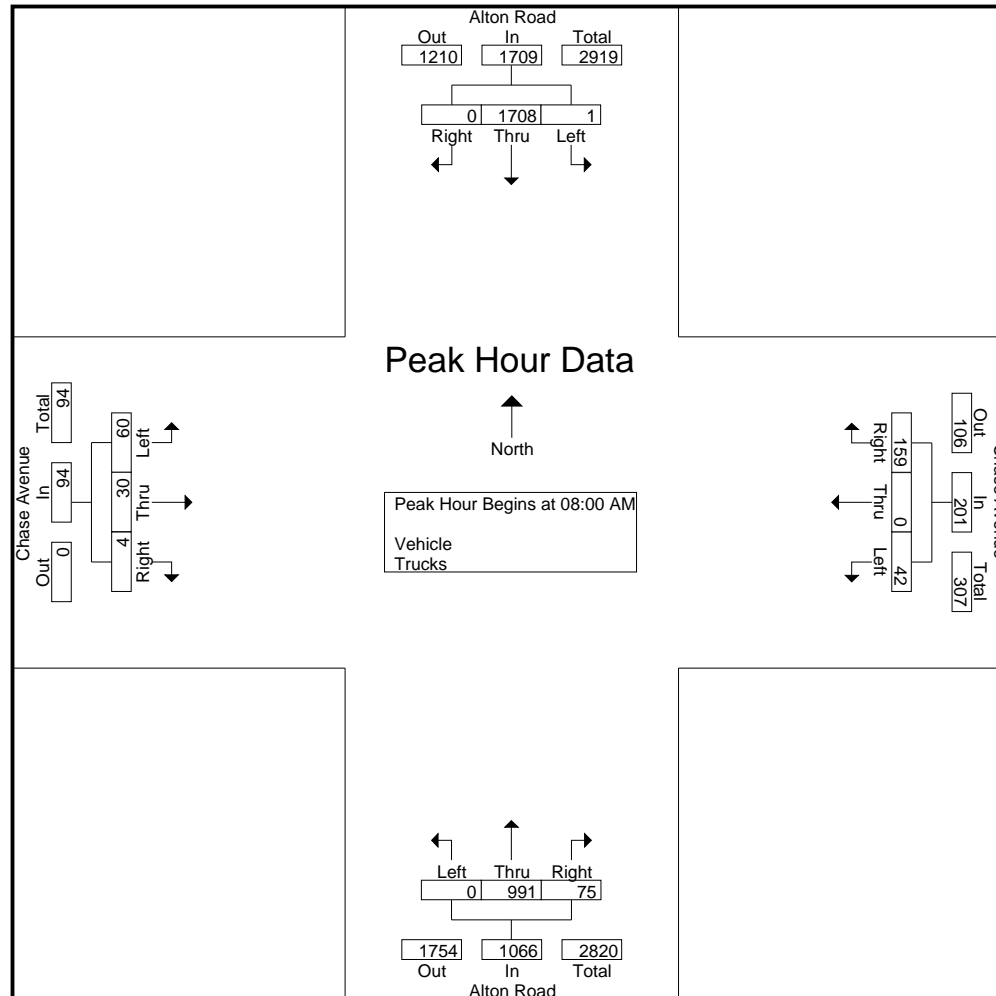 Alton Road
Out In Total
1210 1709 2919
0 1708 1
Right Thru Left
Peak Hour Data
North
Peak Hour Begins at 08:00 AM
Vehicle
Trucks
Chase Avenue
Total In Out
94 94 0
60 30 4
Left Thru Right
Right Thru Left
159 0 42
106 201 307
Out In Total
Left Thru Right
0 991 75
1754 1066 2820
Out In Total
Alton Road